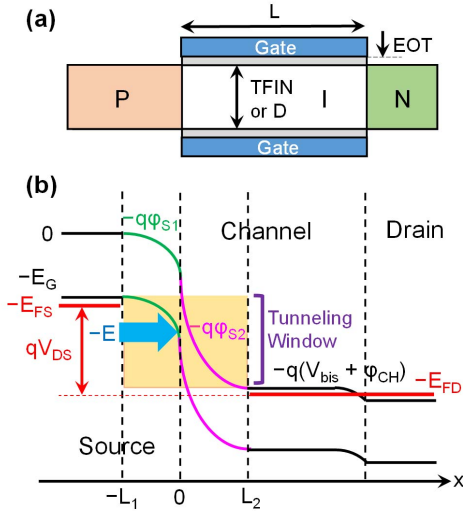 (a)
L
Gate
EOT
P
TFIN
or D
I
N
Gate
(b)
−qφS1
Channel
Drain
0
−EG
−EFS
−E
−qφS2
Tunneling
Window
qVDS
−q(Vbis + φCH)
−EFD
Source
x
−L1
0
L2